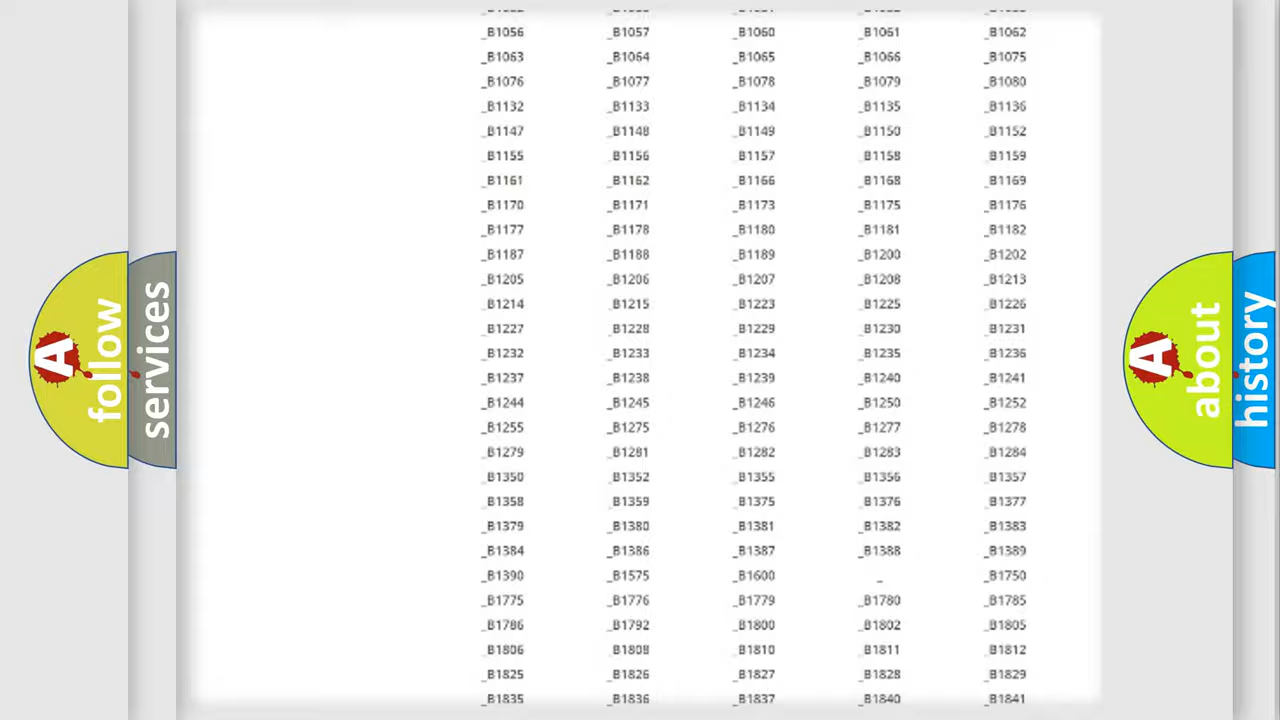 _B1056 _B1057 _B1060 _B1061 _B1062
_B1063 _B1064 _B1065 _B1066 _B1075
_B1076 _B1077 _B1078 _B1079 _B1080
_B1132 _B1133 _B1134 _B1135 _B1136
_B1147 _B1148 _B1149 _B1150 _B1152
_B1155 _B1156 _B1157 _B1158 _B1159
_B1161 _B1162 _B1166 _B1168 _B1169
_B1170 _B1171 _B1173 _B1175 _B1176
_B1177 _B1178 _B1180 _B1181 _B1182
_B1187 _B1188 _B1189 _B1200 _B1202
_B1205 _B1206 _B1207 _B1208 _B1213
_B1214 _B1215 _B1223 _B1225 _B1226
_B1227 _B1228 _B1229 _B1230 _B1231
_B1232 _B1233 _B1234 _B1235 _B1236
_B1237 _B1238 _B1239 _B1240 _B1241
_B1244 _B1245 _B1246 _B1250 _B1252
_B1255 _B1275 _B1276 _B1277 _B1278
_B1279 _B1281 _B1282 _B1283 _B1284
_B1350 _B1352 _B1355 _B1356 _B1357
_B1358 _B1359 _B1375 _B1376 _B1377
_B1379 _B1380 _B1381 _B1382 _B1383
_B1384 _B1386 _B1387 _B1388 _B1389
_B1390 _B1575 _B1600 _ _B1750
_B1775 _B1776 _B1779 _B1780 _B1785
_B1786 _B1792 _B1800 _B1802 _B1805
_B1806 _B1808 _B1810 _B1811 _B1812
_B1825 _B1826 _B1827 _B1828 _B1829
_B1835 _B1836 _B1837 _B1840 _B1841
A follow
services
A about
history